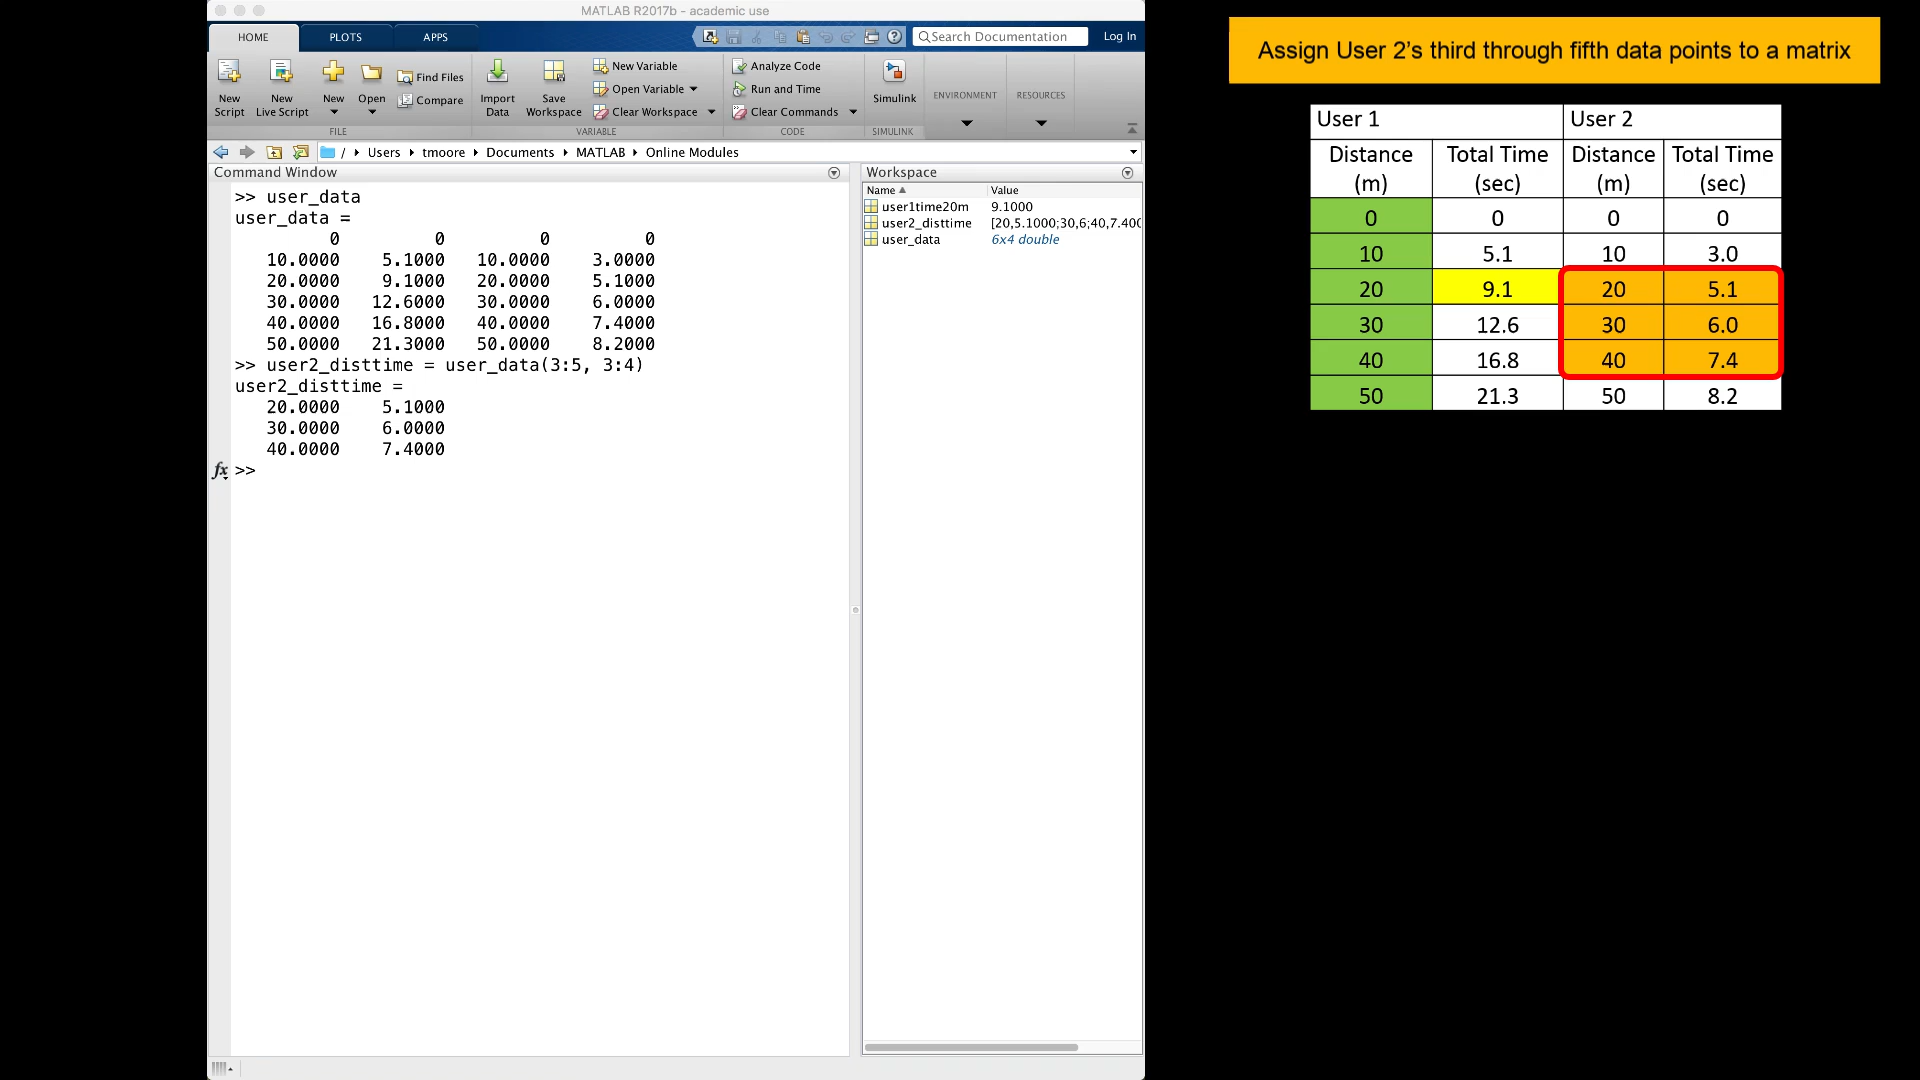 MATLAB R2017b - academic use
HOME PLOTS APPS
Search Documentation
Log In
New Script
New Live Script
New
Open
Find Files
Compare
Import Data
Save Workspace
New Variable
Open Variable
Clear Workspace
Analyze Code
Run and Time
Clear Commands
Simulink
ENVIRONMENT
RESOURCES
FILE VARIABLE CODE SIMULINK
/ Users tmoore Documents MATLAB Online Modules
Command Window
>> user_data
user_data =
0 0 0 0
10.0000 5.1000 10.0000 3.0000
20.0000 9.1000 20.0000 5.1000
30.0000 12.6000 30.0000 6.0000
40.0000 16.8000 40.0000 7.4000
50.0000 21.3000 50.0000 8.2000
>> user2_disttime = user_data(3:5, 3:4)
user2_disttime =
20.0000 5.1000
30.0000 6.0000
40.0000 7.4000
fx >>
Workspace
Name Value
user1time20m 9.1000
user2_disttime [20,5.1000;30,6;40,7.400
user_data 6x4 double
Assign User 2's third through fifth data points to a matrix
User 1 User 2
Distance (m) Total Time (sec) Distance (m) Total Time (sec)
0 0 0 0
10 5.1 10 3.0
20 9.1 20 5.1
30 12.6 30 6.0
40 16.8 40 7.4
50 21.3 50 8.2